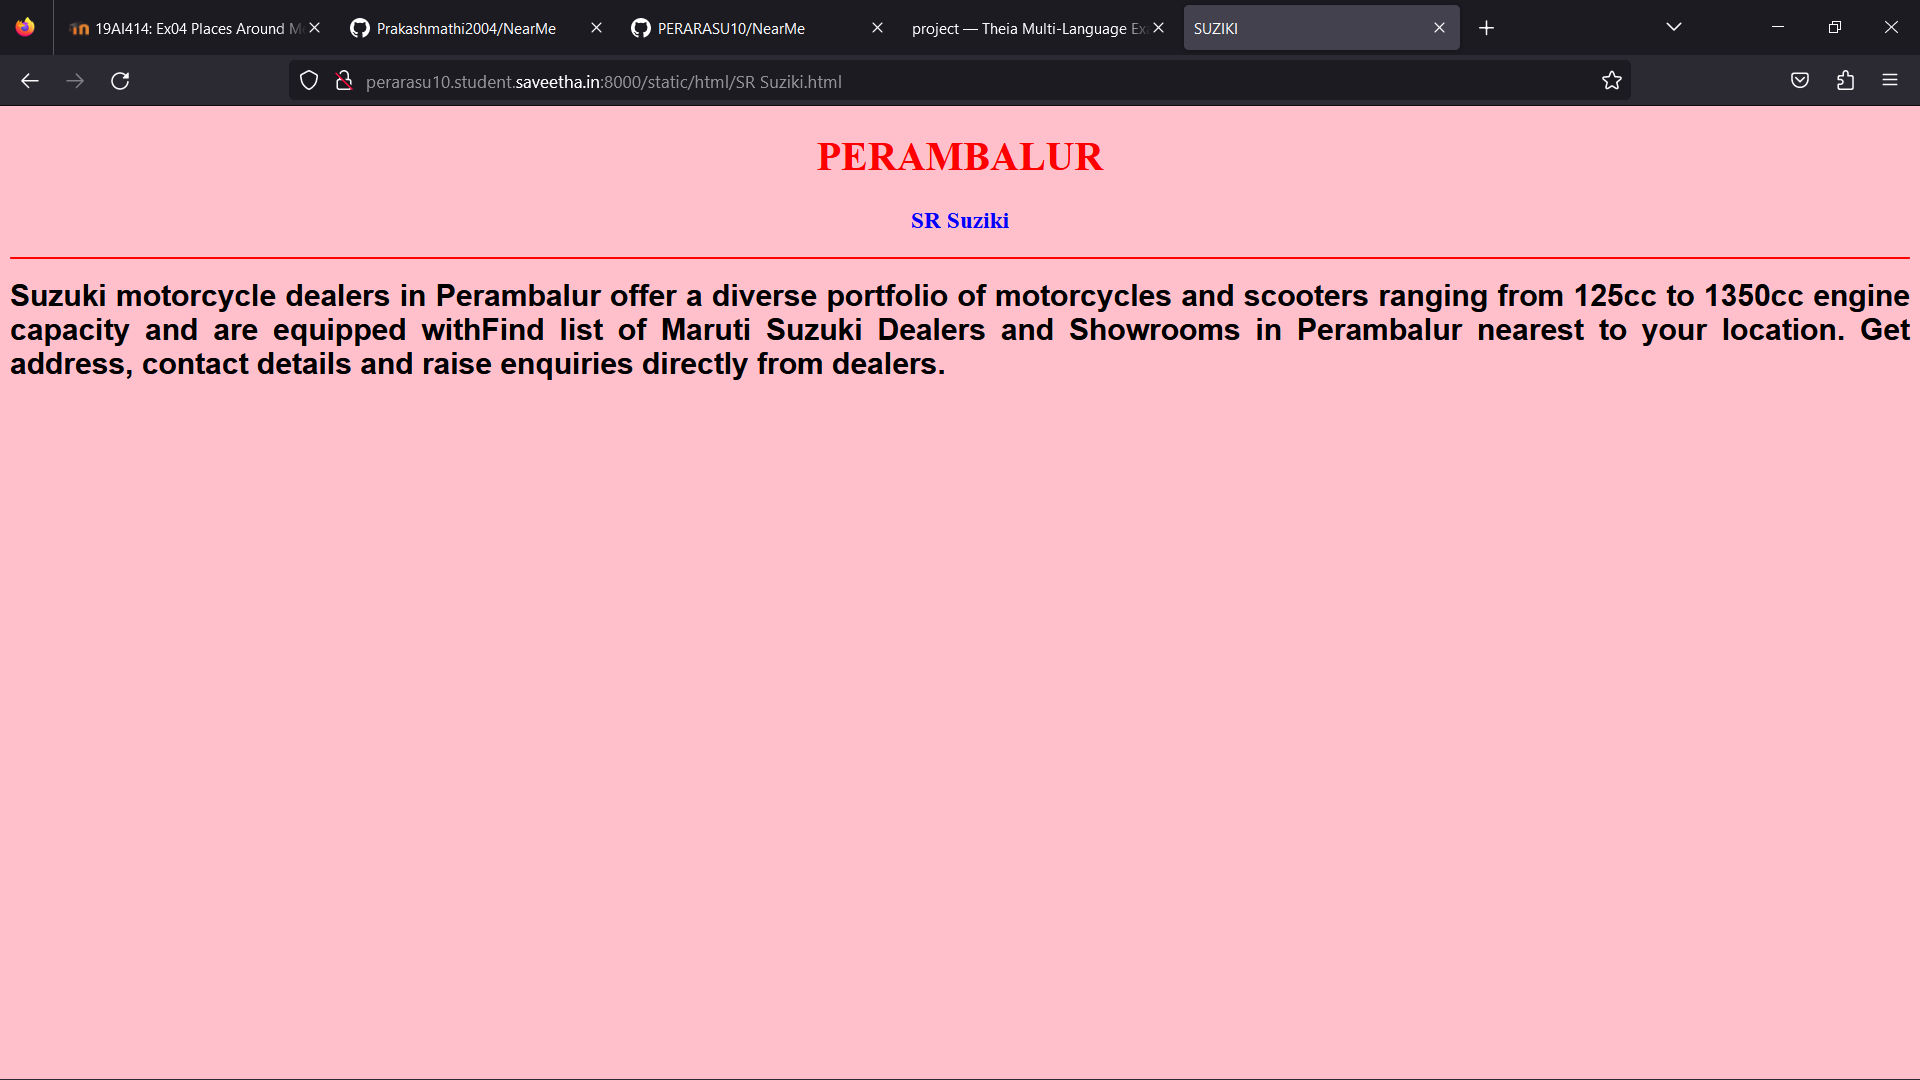 19AI414: Ex04 Places Around M
Prakashmathi2004/NearMe
PERARASU10/NearMe
project — Theia Multi-Language Ex
SUZIKI
perarasu10.student.saveetha.in:8000/static/html/SR Suziki.html
PERAMBALUR
SR Suziki
Suzuki motorcycle dealers in Perambalur offer a diverse portfolio of motorcycles and scooters ranging from 125cc to 1350cc engine
capacity and are equipped withFind list of Maruti Suzuki Dealers and Showrooms in Perambalur nearest to your location. Get
address, contact details and raise enquiries directly from dealers.